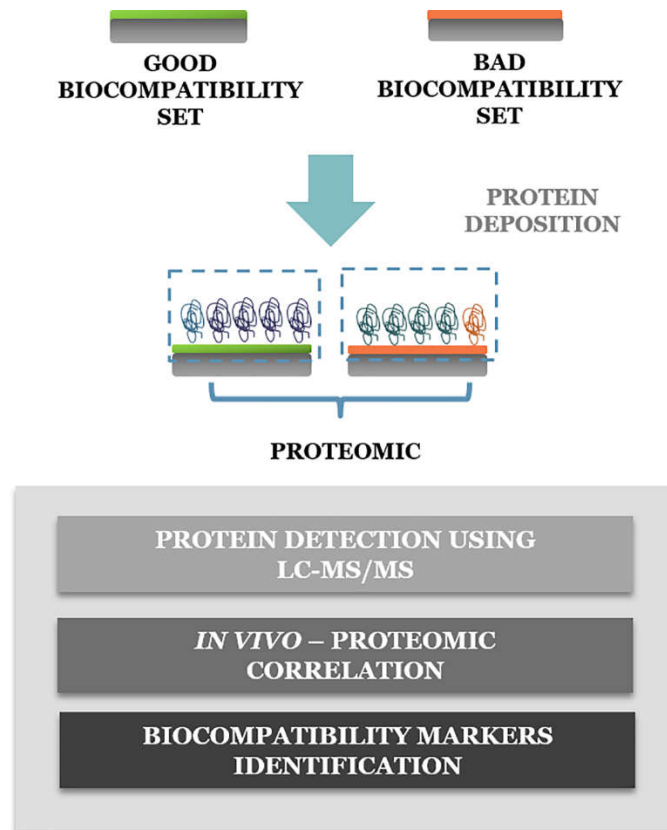 GOOD
BIOCOMPATIBILITY
SET
BAD
BIOCOMPATIBILITY
SET
PROTEIN
DEPOSITION
PROTEOMIC
PROTEIN DETECTION USING
LC-MS/MS
IN VIVO – PROTEOMIC
CORRELATION
BIOCOMPATIBILITY MARKERS
IDENTIFICATION